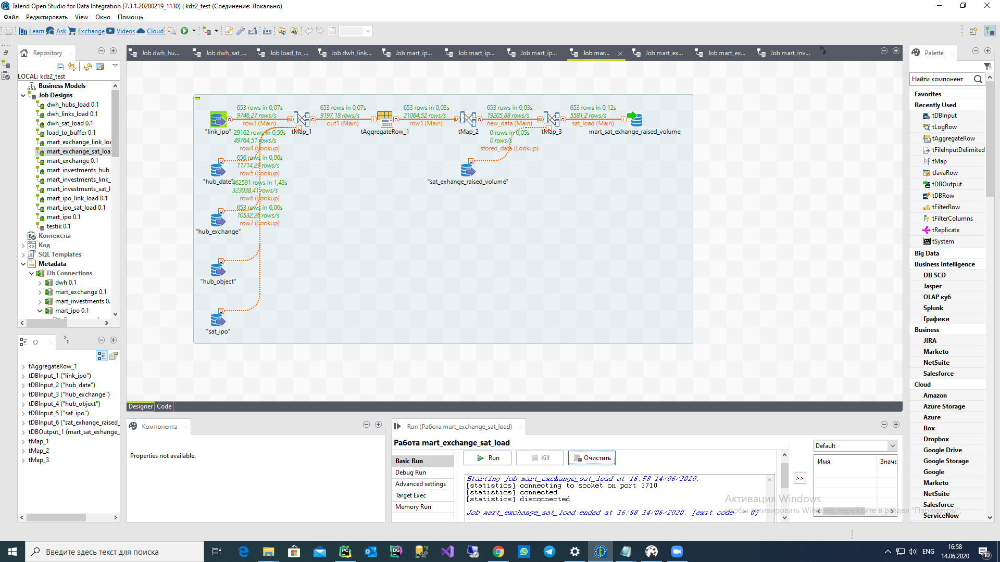 Talend Open Studio for Data Integration (7.3.1.20200219_1130) | kdz2_test (Соединение: Локально)
Файл Редактировать View Окно Помощь
Learn Ask Exchange Videos Cloud
Repository
LOCAL: kdz2_test
Business Models
Job Designs
dwh_hubs_load 0.1
dwh_links_load 0.1
dwh_sat_load 0.1
load_to_buffer 0.1
mart_exchange_link_loa
mart_exchange_sat_loa
mart_exchange 0.1
mart_investments_hub_
mart_investments_link_
mart_investments_sat_l
mart_ipo_link_load 0.1
mart_ipo_sat_load 0.1
mart_ipo 0.1
testik 0.1
Контексты
Код
SQL Templates
Metadata
Db Connections
dwh 0.1
mart_exchange 0.1
mart_investments 0.
mart_ipo 0.1
O
1
tAggregateRow_1
tDBInput_1 ("link_ipo")
tDBInput_2 ("hub_date")
tDBInput_3 ("hub_exchange")
tDBInput_4 ("hub_object")
tDBInput_5 ("sat_ipo")
tDBInput_6 ("sat_exhange_raised_
tDBOutput_1 (mart_sat_exhange_
tMap_1
tMap_2
tMap_3
Job dwh_hu... Job dwh_sat_... Job load_to_... Job dwh_link... Job mart_ip... Job mart_ip... Job mart_ip... Job mar... Job mart_ex... Job mart_ex... Job mart_inv... 2
653 rows in 0,07s 653 rows in 0,07s 653 rows in 0,03s 653 rows in 0,03s 653 rows in 0,12s
9746,27 rows/s 9197,18 rows/s 21064,52 rows/s 19205,88 rows/s 5581,2 rows/s
row3 (Main) out1 (Main) row1 (Main) new_data (Main) sat_load (Main)
"link_ipo" tMap_1 tAggregateRow_1 tMap_2 tMap_3 mart_sat_exhange_raised_volume
29162 rows in 0,59s 0 rows in 0,05s
49764,51 rows/s 0 rows/s
row4 (Lookup) stored_data (Lookup)
656 rows in 0,06s
11714,29 rows/s
row5 (Lookup)
"hub_date" "sat_exhange_raised_volume"
462591 rows in 1,43s
323038,41 rows/s
row6 (Lookup)
653 rows in 0,06s
10532,26 rows/s
row7 (Lookup)
"hub_exchange"
"hub_object"
"sat_ipo"
Designer Code
Компонента
Properties not available.
Run (Работа mart_exchange_sat_load)
Работа mart_exchange_sat_load
Basic Run
Debug Run
Advanced settings
Target Exec
Memory Run
Run Kill Очистить
Starting job mart_exchange_sat_load at 16:58 14/06/2020.
[statistics] connecting to socket on port 3710
[statistics] connected
[statistics] disconnected
Job mart_exchange_sat_load ended at 16:58 14/06/2020. [exit code  = 0]
>>
Default
Имя Значе
Активация Windows
Чтобы активировать Windows, перейдите в раздел "Параметры".
Palette
Найти компонент
Favorites
Recently Used
tDBInput
tLogRow
tAggregateRow
tFileInputDelimited
tMap
tJavaRow
tDBOutput
tDBRow
tFilterRow
tFilterColumns
tReplicate
tSystem
Big Data
Business Intelligence
DB SCD
Jasper
OLAP куб
Splunk
Графики
Business
JIRA
Marketo
NetSuite
Salesforce
Cloud
Amazon
Azure Storage
Azure
Box
Dropbox
Google Drive
Google Storage
Google
Marketo
NetSuite
Salesforce
ServiceNow
Введите здесь текст для поиска
ENG
16:58
14.06.2020
10